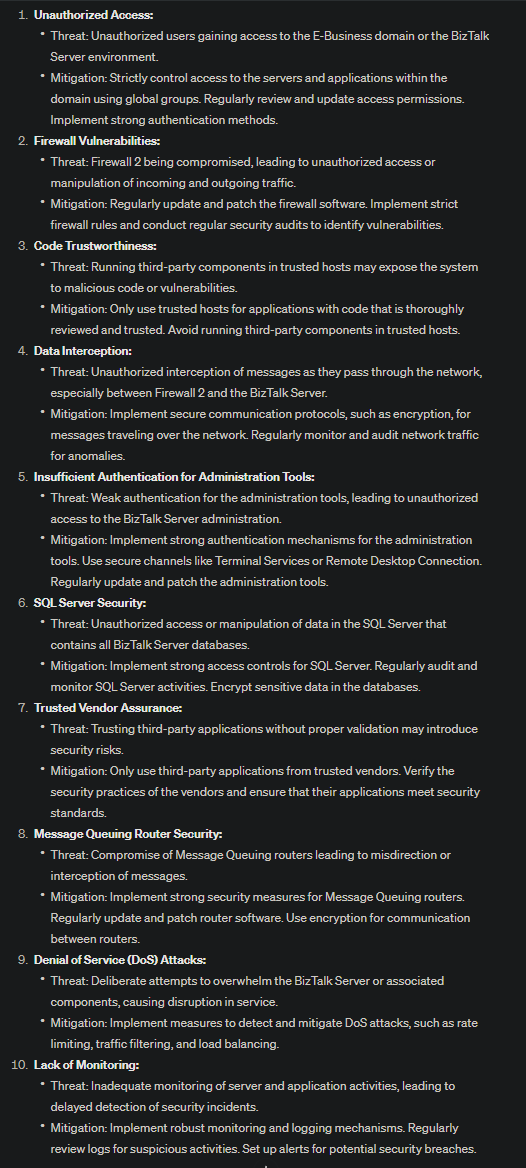 1. Unauthorized Access:
• Threat: Unauthorized users gaining access to the E-Business domain or the BizTalk
Server environment.
• Mitigation: Strictly control access to the servers and applications within the
domain using global groups. Regularly review and update access permissions.
Implement strong authentication methods.
2. Firewall Vulnerabilities:
• Threat: Firewall 2 being compromised, leading to unauthorized access or
manipulation of incoming and outgoing traffic.
• Mitigation: Regularly update and patch the firewall software. Implement strict
firewall rules and conduct regular security audits to identify vulnerabilities.
3. Code Trustworthiness:
• Threat: Running third-party components in trusted hosts may expose the system
to malicious code or vulnerabilities.
• Mitigation: Only use trusted hosts for applications with code that is thoroughly
reviewed and trusted. Avoid running third-party components in trusted hosts.
4. Data Interception:
• Threat: Unauthorized interception of messages as they pass through the network,
especially between Firewall 2 and the BizTalk Server.
• Mitigation: Implement secure communication protocols, such as encryption, for
messages traveling over the network. Regularly monitor and audit network traffic
for anomalies.
5. Insufficient Authentication for Administration Tools:
• Threat: Weak authentication for the administration tools, leading to unauthorized
access to the BizTalk Server administration.
• Mitigation: Implement strong authentication mechanisms for the administration
tools. Use secure channels like Terminal Services or Remote Desktop Connection.
Regularly update and patch the administration tools.
6. SQL Server Security:
• Threat: Unauthorized access or manipulation of data in the SQL Server that
contains all BizTalk Server databases.
• Mitigation: Implement strong access controls for SQL Server. Regularly audit and
monitor SQL Server activities. Encrypt sensitive data in the databases.
7. Trusted Vendor Assurance:
• Threat: Trusting third-party applications without proper validation may introduce
security risks.
• Mitigation: Only use third-party applications from trusted vendors. Verify the
security practices of the vendors and ensure that their applications meet security
standards.
8. Message Queuing Router Security:
• Threat: Compromise of Message Queuing routers leading to misdirection or
interception of messages.
• Mitigation: Implement strong security measures for Message Queuing routers.
Regularly update and patch router software. Use encryption for communication
between routers.
9. Denial of Service (DoS) Attacks:
• Threat: Deliberate attempts to overwhelm the BizTalk Server or associated
components, causing disruption in service.
• Mitigation: Implement measures to detect and mitigate DoS attacks, such as rate
limiting, traffic filtering, and load balancing.
10. Lack of Monitoring:
• Threat: Inadequate monitoring of server and application activities, leading to
delayed detection of security incidents.
• Mitigation: Implement robust monitoring and logging mechanisms. Regularly
review logs for suspicious activities. Set up alerts for potential security breaches.